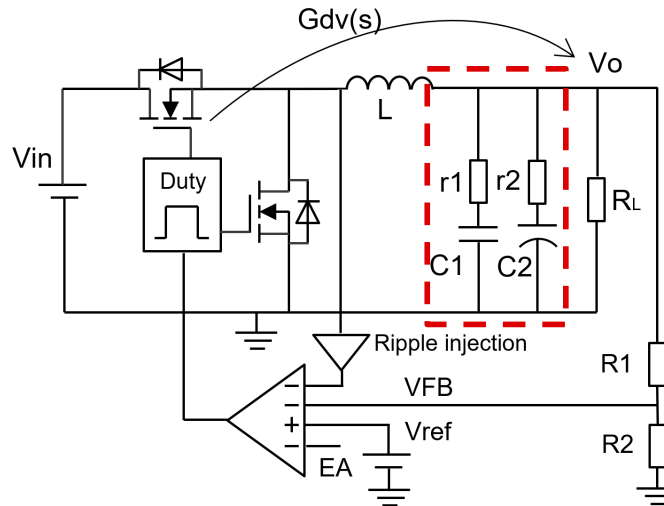 Gdv(s)
Vo
L
Vin
Duty
r1
r2
RL
C1
C2
Ripple injection
R1
VFB
Vref
R2
EA